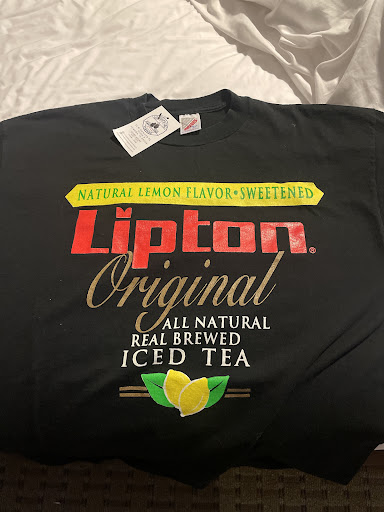 NATURAL LEMON FLAVOR•SWEETENED
Lipton®
Original
ALL NATURAL
REAL BREWED
ICED TEA